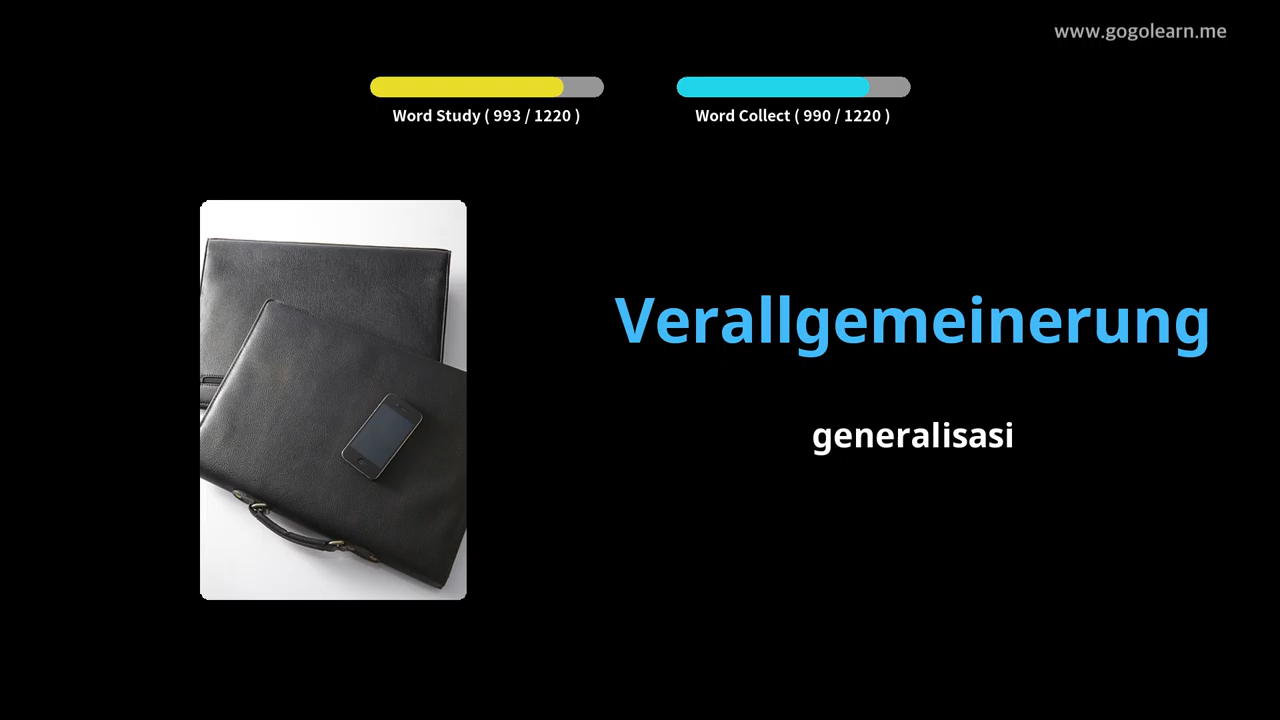 www.gogolearn.me
Word Study ( 993 / 1220 )
Word Collect ( 990 / 1220 )
Verallgemeinerung
generalisasi